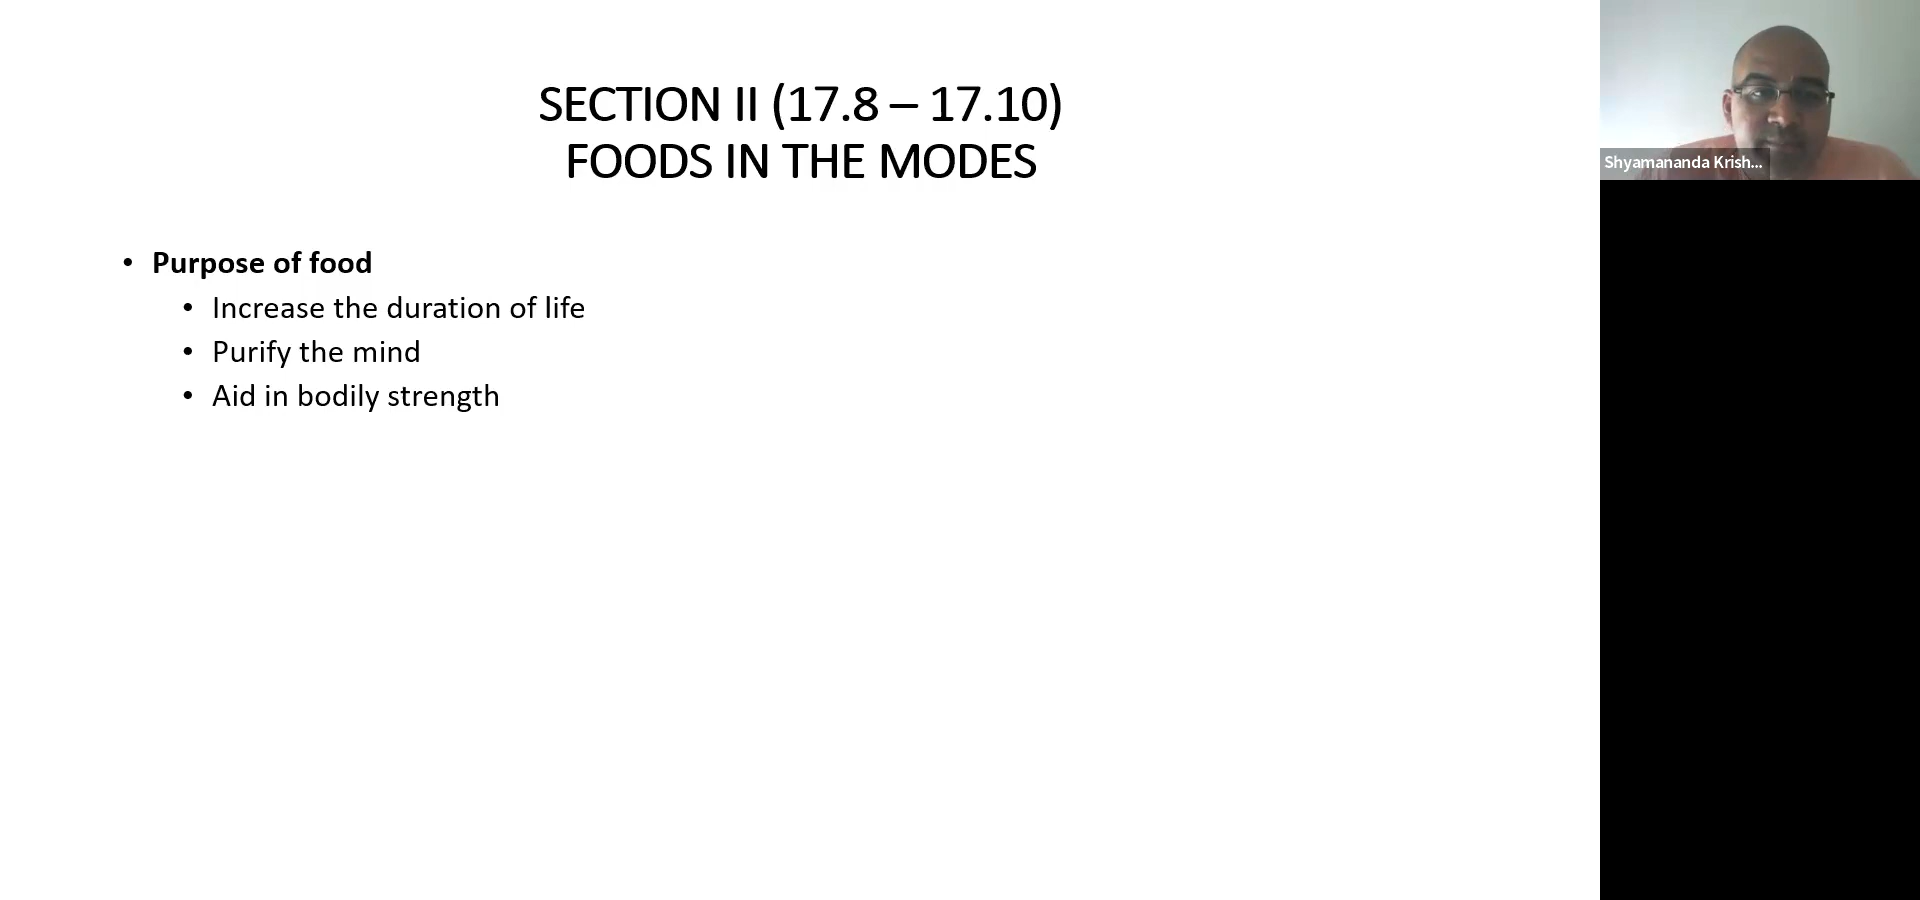 SECTION II (17.8 – 17.10)
FOODS IN THE MODES
• Purpose of food
• Increase the duration of life
• Purify the mind
• Aid in bodily strength
Shyamananda Krish...